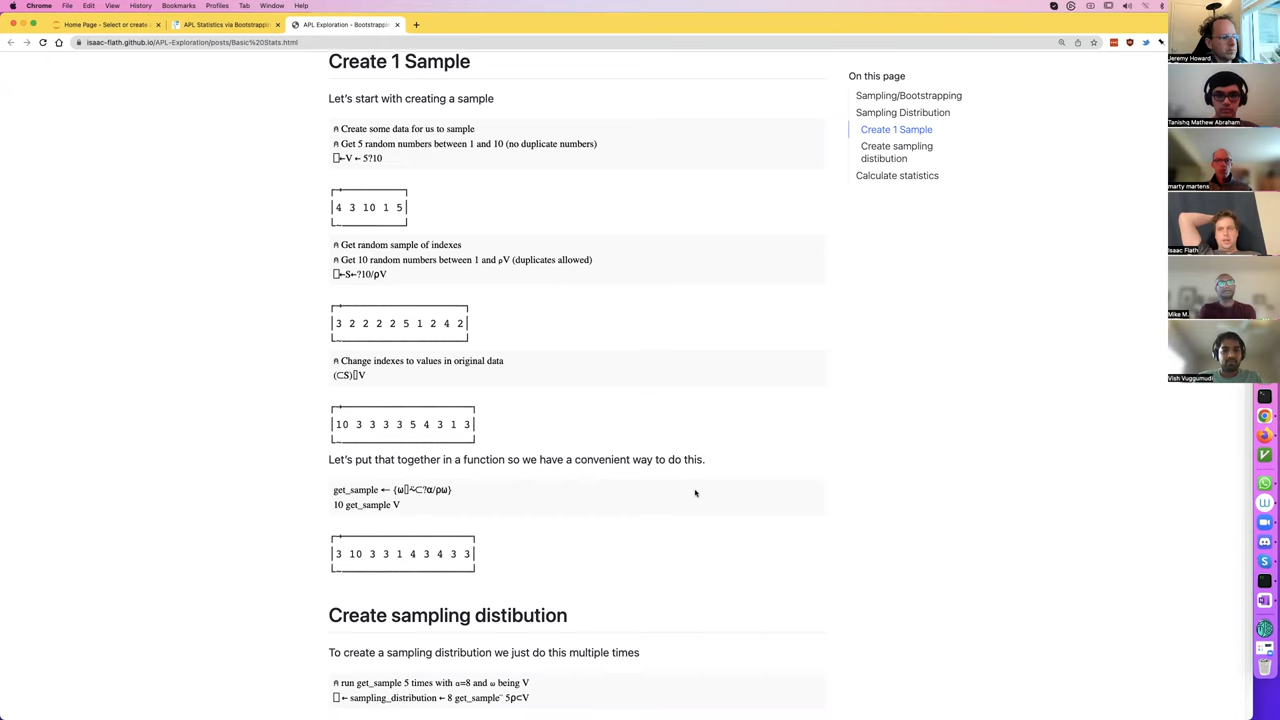 Chrome File Edit View History Bookmarks Profiles Tab Window Help
Home Page - Select or create
APL Statistics via Bootstrappin
APL Exploration - Bootstrappin
isaac-flath.github.io/APL-Exploration/posts/Basic%20Stats.html
Create 1 Sample
Let's start with creating a sample
⍝ Create some data for us to sample
⍝ Get 5 random numbers between 1 and 10 (no duplicate numbers)
⎕←V ← 5?10
4 3 10 1 5
⍝ Get random sample of indexes
⍝ Get 10 random numbers between 1 and ⍴V (duplicates allowed)
⎕←S←?10/⍴V
3 2 2 2 2 5 1 2 4 2
⍝ Change indexes to values in original data
(⊂S)⌷V
10 3 3 3 3 5 4 3 1 3
Let's put that together in a function so we have a convenient way to do this.
get_sample ← {⍵⌷⍨⊂?⍺/⍴⍵}
10 get_sample V
3 10 3 3 1 4 3 4 3 3
Create sampling distibution
To create a sampling distribution we just do this multiple times
⍝ run get_sample 5 times with ⍺=8 and ⍵ being V
⎕ ← sampling_distribution ← 8 get_sample¨ 5⍴⊂V
On this page
Sampling/Bootstrapping
Sampling Distribution
Create 1 Sample
Create sampling
distibution
Calculate statistics
Jeremy Howard
Tanishq Mathew Abraham
marty martens
Isaac Flath
Mike M.
Vish Vuggumudi